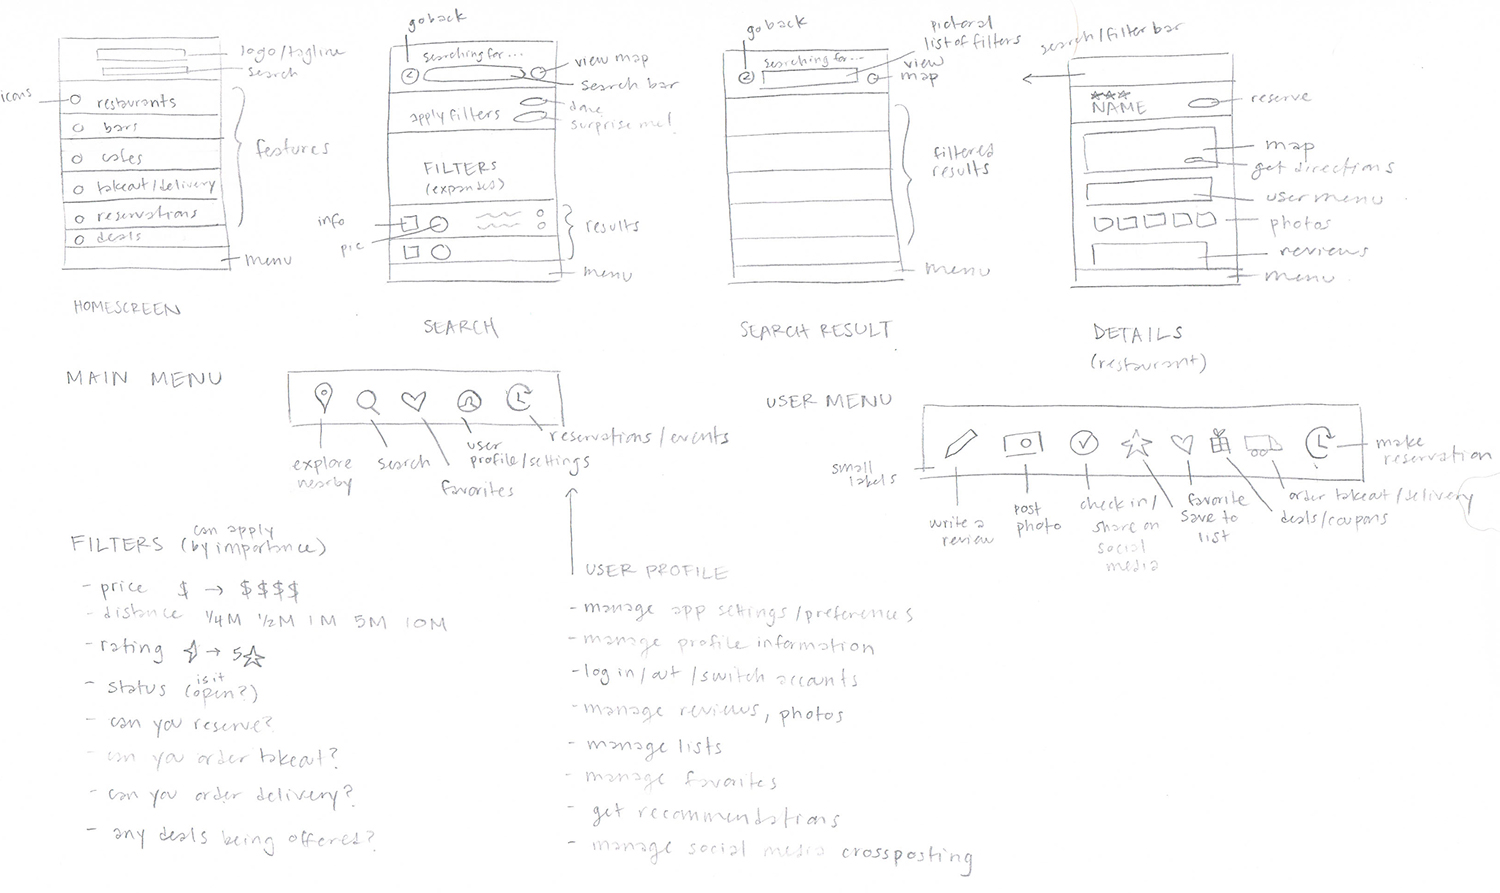 logo/tagline
search
icons
restaurants
bars
cafes
takeout/delivery
reservations
deals
features
menu
HOMESCREEN
go back
searching for...
view map
search bar
apply filters
done
surprise me!
FILTERS
(expanded)
info
pic
results
menu
SEARCH
go back
pictoral
list of filters
searching for...
view
map
filtered
results
menu
SEARCH RESULT
search/filter bar
NAME
reserve
map
get directions
user menu
photos
reviews
menu
DETAILS
(restaurant)
MAIN MENU
explore
nearby
search
favorites
user
profile/settings
reservations/events
USER MENU
small
labels
write a
review
post
photo
check in/
share on
social
media
favorite
save to
list
order takeout/delivery
deals/coupons
make
reservation
can apply
FILTERS (by importance)
- price $ → $$$$
- distance 1/4M 1/2M 1M 5M 10M
- rating ☆ → 5☆
is it
- status (open?)
- can you reserve?
- can you order takeout?
- can you order delivery?
- any deals being offered?
USER PROFILE
- manage app settings/preferences
- manage profile information
- log in/out/switch accounts
- manage reviews, photos
- manage lists
- manage favorites
- get recommendations
- manage social media crossposting